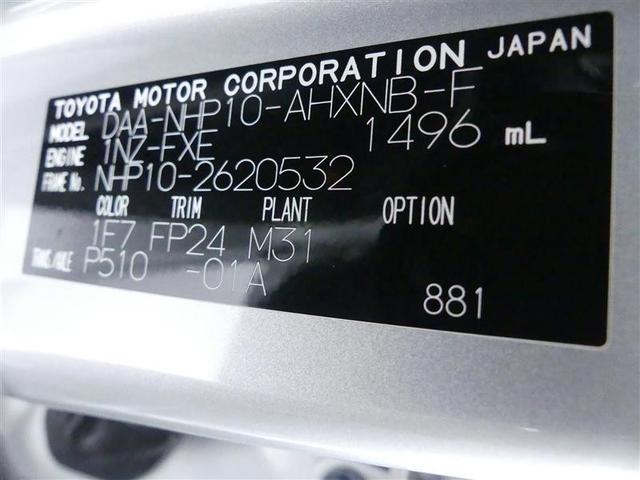 TOYOTA MOTOR CORPORATION JAPAN
MODEL DAA-NHP10-AHXNB-F
ENGINE 1NZ-FXE 1496 mL
FRAME No. NHP10-2620532
COLOR TRIM PLANT OPTION
1F7 FP24 M31
TRANS/AXLE P510 -01A
881